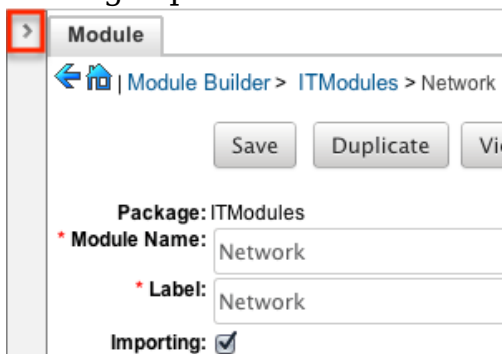 Module
| Module Builder > ITModules > Network
Save Duplicate
Package: ITModules
* Module Name: Network
* Label: Network
Importing: